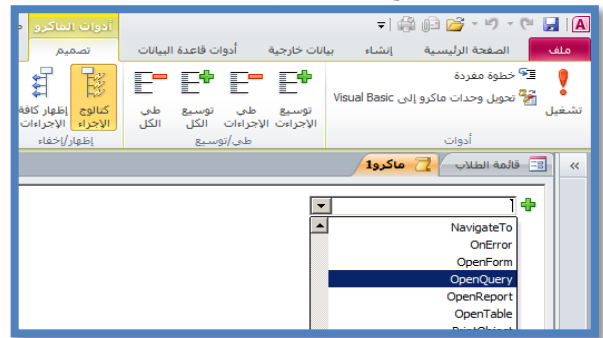 أدوات الماكرو
ملف الصفحة الرئيسية إنشاء بيانات خارجية أدوات قاعدة البيانات تصميم
تشغيل
خطوة مفردة
تحويل وحدات ماكرو إلى Visual Basic
أدوات
توسيع الإجراءات
طي الإجراءات
توسيع الكل
طي الكل
طي/توسيع
كتالوج الإجراء
إظهار كافة الإجراءات
إظهار/إخفاء
قائمة الطلاب ماكرو1
NavigateTo
OnError
OpenForm
OpenQuery
OpenReport
OpenTable
PrintObject